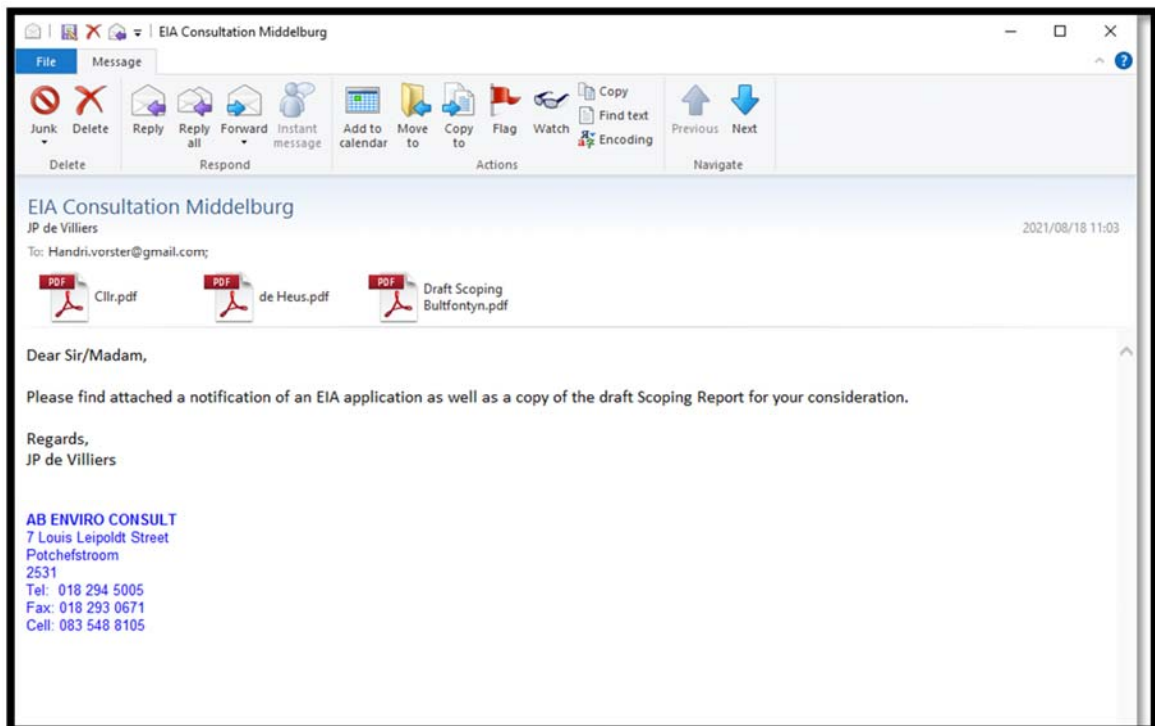 EIA Consultation Middelburg
File Message
Junk Delete Reply Reply all Forward Instant message Add to calendar Move to Copy to Flag Watch Copy Find text Encoding Previous Next
Delete Respond Actions Navigate
EIA Consultation Middelburg
JP de Villiers 2021/08/18 11:03
To: Handri.vorster@gmail.com;
PDF Cllr.pdf PDF de Heus.pdf PDF Draft Scoping Bultfontyn.pdf
Dear Sir/Madam,
Please find attached a notification of an EIA application as well as a copy of the draft Scoping Report for your consideration.
Regards,
JP de Villiers
AB ENVIRO CONSULT
7 Louis Leipoldt Street
Potchefstroom
2531
Tel: 018 294 5005
Fax: 018 293 0671
Cell: 083 548 8105